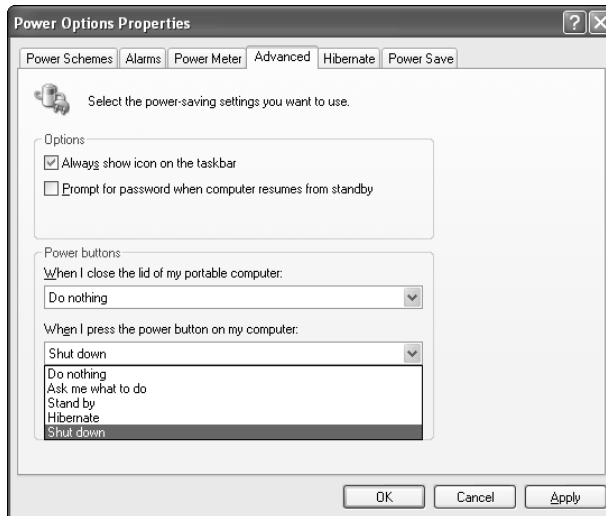 Power Options Properties
Power Schemes Alarms Power Meter Advanced Hibernate Power Save
Select the power-saving settings you want to use.
Options
Always show icon on the taskbar
Prompt for password when computer resumes from standby
Power buttons
When I close the lid of my portable computer:
Do nothing
When I press the power button on my computer:
Shut down
Do nothing
Ask me what to do
Stand by
Hibernate
Shut down
OK Cancel Apply